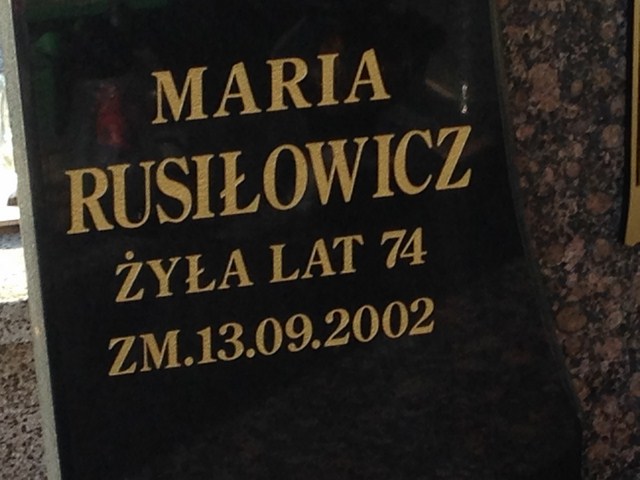 MARIA
RUSIŁOWICZ
ŻYŁA LAT 74
ZM.13.09.2002